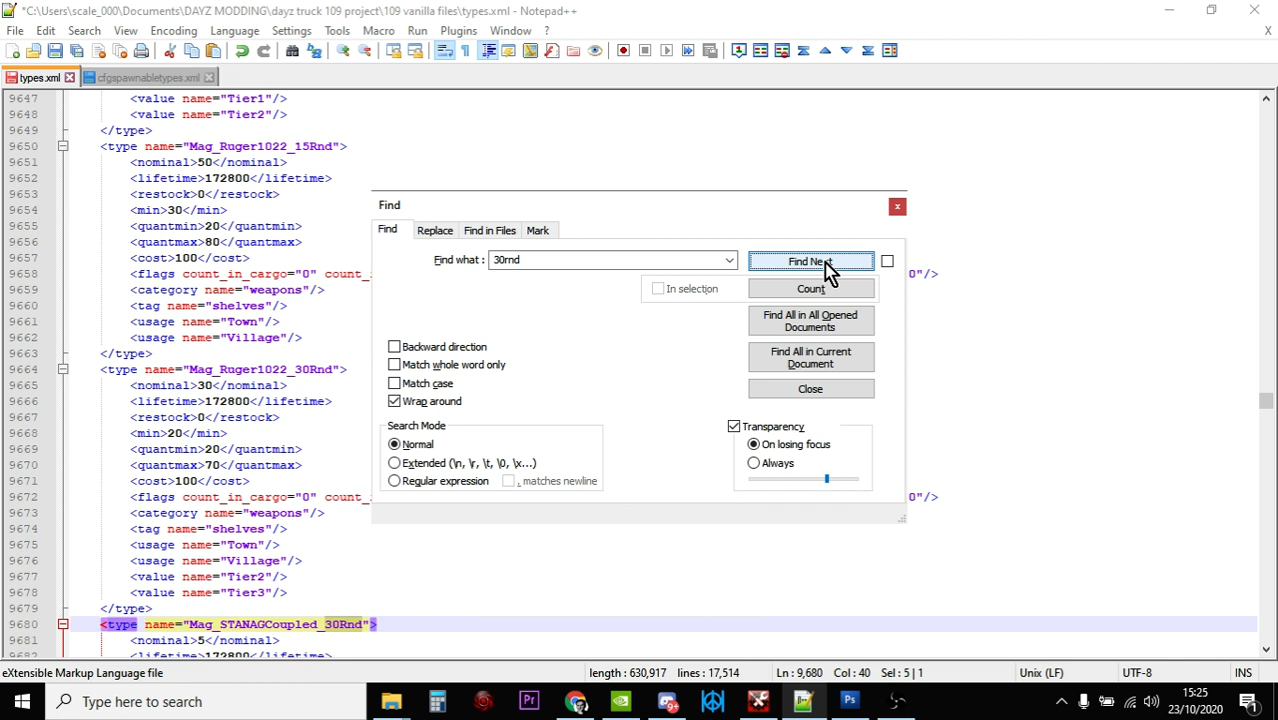 *C:\Users\scale_000\Documents\DAYZ MODDING\dayz truck 109 project\109 vanilla files\types.xml - Notepad++
File Edit Search View Encoding Language Settings Tools Macro Run Plugins Window ? X
types.xml cfgspawnabletypes.xml
9647 <value name="Tier1"/>
9648 <value name="Tier2"/>
9649 </type>
9650 <type name="Mag_Ruger1022_15Rnd">
9651 <nominal>50</nominal>
9652 <lifetime>172800</lifetime>
9653 <restock>0</restock>
9654 <min>30</min>
9655 <quantmin>20</quantmin>
9656 <quantmax>80</quantmax>
9657 <cost>100</cost>
9658 <flags count_in_cargo="0" count_ 0"/>
9659 <category name="weapons"/>
9660 <tag name="shelves"/>
9661 <usage name="Town"/>
9662 <usage name="Village"/>
9663 </type>
9664 <type name="Mag_Ruger1022_30Rnd">
9665 <nominal>30</nominal>
9666 <lifetime>172800</lifetime>
9667 <restock>0</restock>
9668 <min>20</min>
9669 <quantmin>20</quantmin>
9670 <quantmax>70</quantmax>
9671 <cost>100</cost>
9672 <flags count_in_cargo="0" count_ 0"/>
9673 <category name="weapons"/>
9674 <tag name="shelves"/>
9675 <usage name="Town"/>
9676 <usage name="Village"/>
9677 <value name="Tier2"/>
9678 <value name="Tier3"/>
9679 </type>
9680 <type name="Mag_STANAGCoupled_30Rnd">
9681 <nominal>5</nominal>
9682 <lifetime>172800</lifetime>
Find
Find Replace Find in Files Mark
Find what : 30rnd Find Next
In selection Count
Find All in All Opened
Documents
Backward direction
Match whole word only
Find All in Current
Document
Match case
Close
Wrap around
Search Mode
Normal
Extended (\n, \r, \t, \0, \x...)
Regular expression . matches newline
Transparency
On losing focus
Always
eXtensible Markup Language file length : 630,917 lines : 17,514 Ln : 9,680 Col : 40 Sel : 5 | 1 Unix (LF) UTF-8 INS
Type here to search
Pr
Ps
15:25
23/10/2020
1